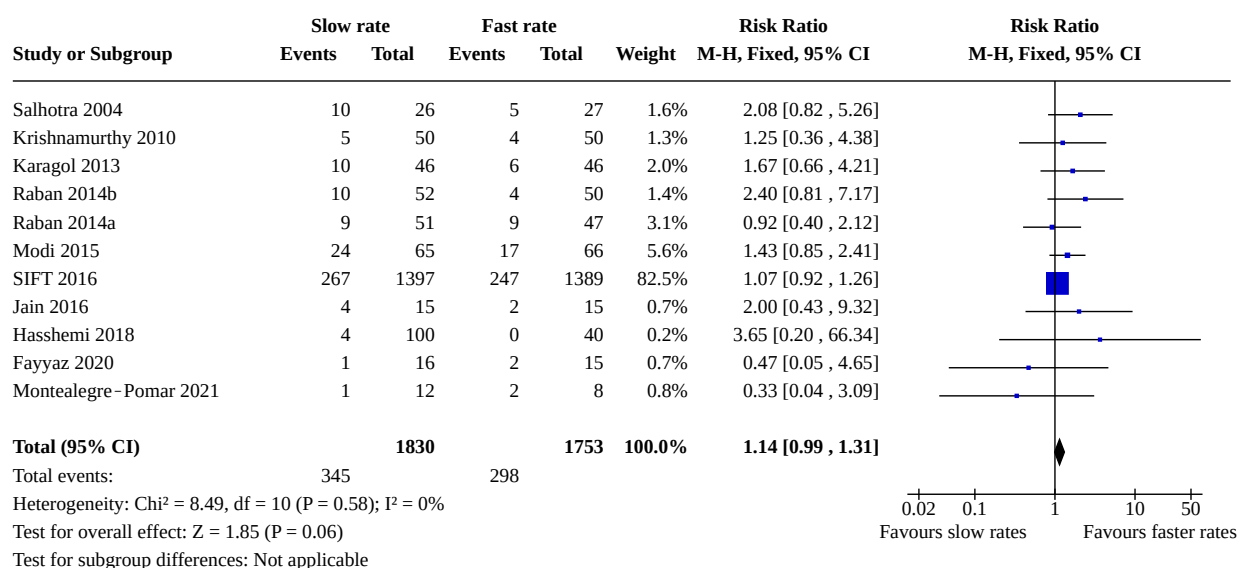 Slow rate Fast rate Risk Ratio Risk Ratio
Study or Subgroup Events Total Events Total Weight M-H, Fixed, 95% CI M-H, Fixed, 95% CI
Salhotra 2004 10 26 5 27 1.6% 2.08 [0.82 , 5.26]
Krishnamurthy 2010 5 50 4 50 1.3% 1.25 [0.36 , 4.38]
Karagol 2013 10 46 6 46 2.0% 1.67 [0.66 , 4.21]
Raban 2014b 10 52 4 50 1.4% 2.40 [0.81 , 7.17]
Raban 2014a 9 51 9 47 3.1% 0.92 [0.40 , 2.12]
Modi 2015 24 65 17 66 5.6% 1.43 [0.85 , 2.41]
SIFT 2016 267 1397 247 1389 82.5% 1.07 [0.92 , 1.26]
Jain 2016 4 15 2 15 0.7% 2.00 [0.43 , 9.32]
Hasshemi 2018 4 100 0 40 0.2% 3.65 [0.20 , 66.34]
Fayyaz 2020 1 16 2 15 0.7% 0.47 [0.05 , 4.65]
Montealegre-Pomar 2021 1 12 2 8 0.8% 0.33 [0.04 , 3.09]
Total (95% CI) 1830 1753 100.0% 1.14 [0.99 , 1.31]
Total events: 345 298
Heterogeneity: Chi² = 8.49, df = 10 (P = 0.58); I² = 0%
0.02 0.1 1 10 50
Test for overall effect: Z = 1.85 (P = 0.06) Favours slow rates Favours faster rates
Test for subgroup differences: Not applicable